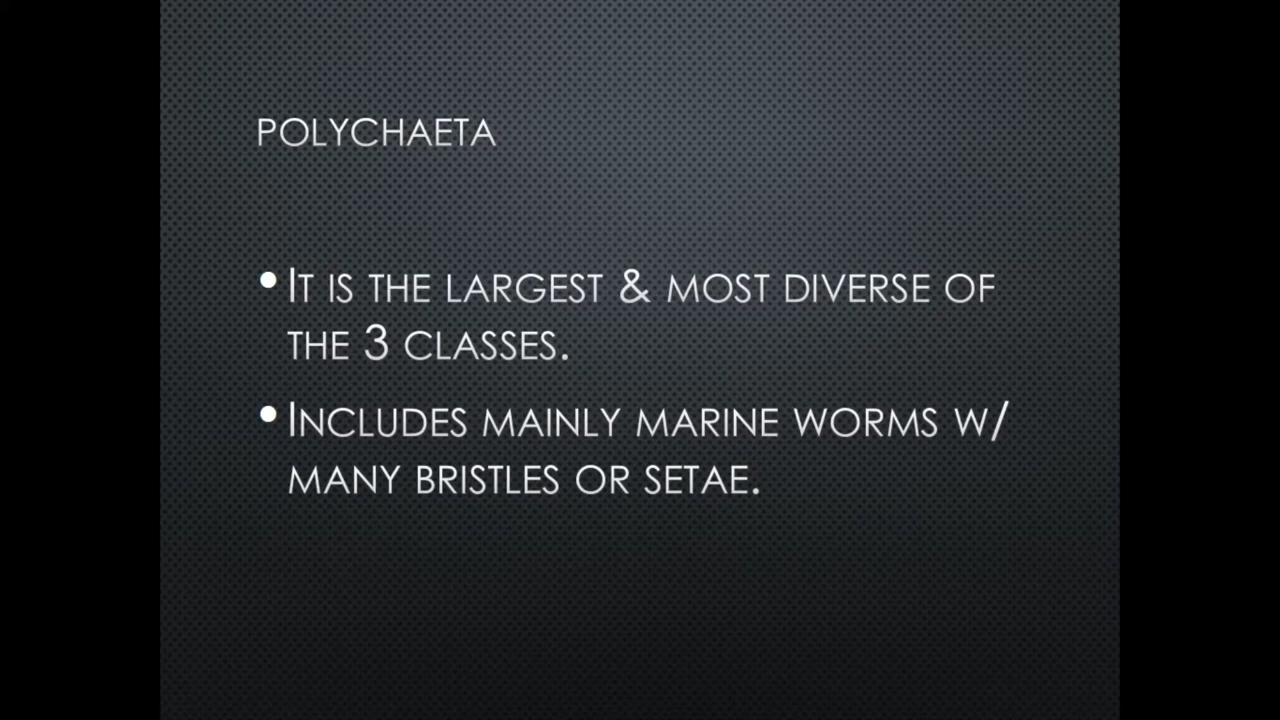 POLYCHAETA
• IT IS THE LARGEST & MOST DIVERSE OF
THE 3 CLASSES.
• INCLUDES MAINLY MARINE WORMS W/
MANY BRISTLES OR SETAE.